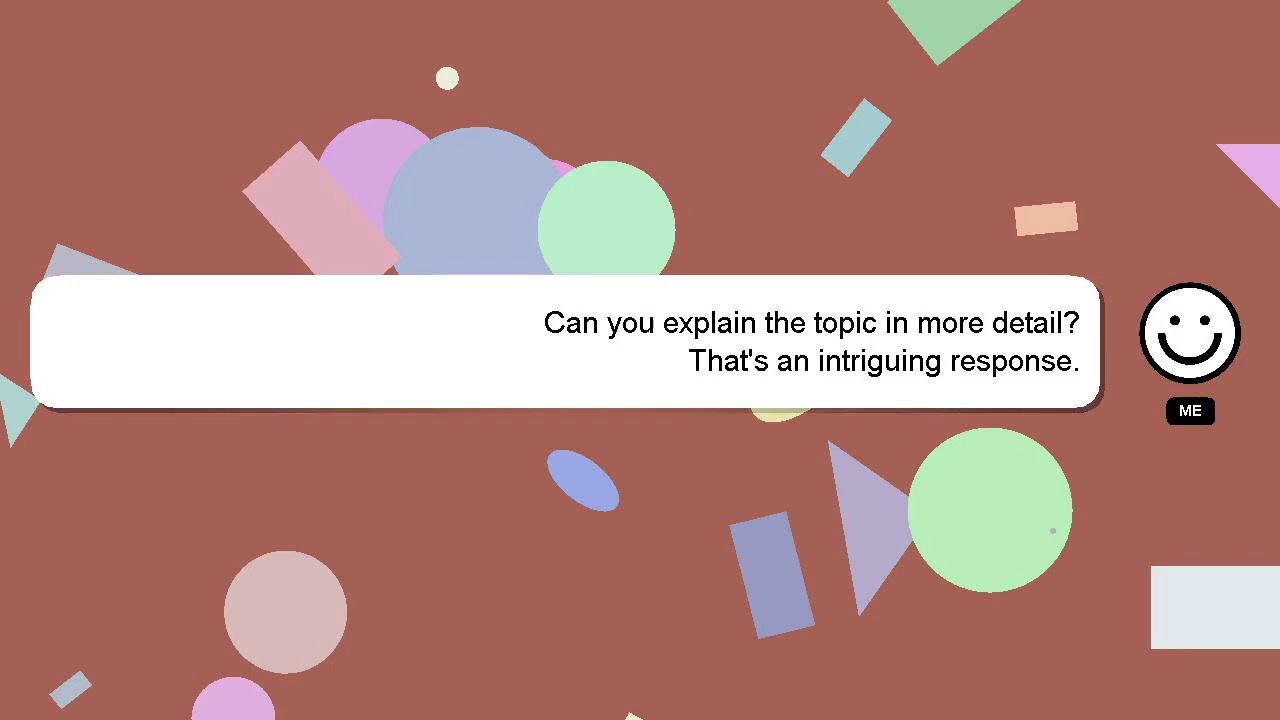 Can you explain the topic in more detail?
That's an intriguing response.
ME